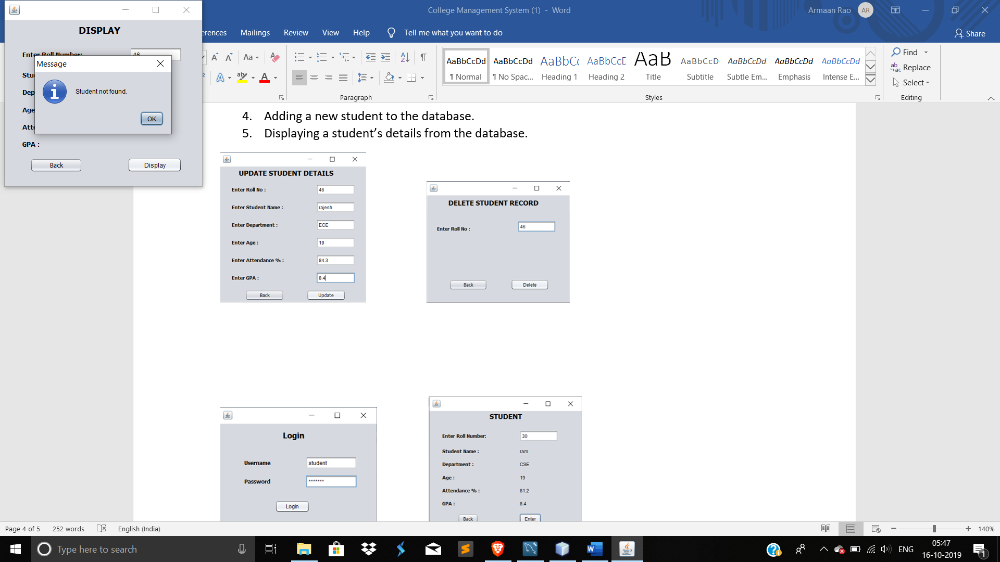 College Management System (1) - Word
Armaan Rao
AR
erences
Mailings
Review
View
Help
Tell me what you want to do
Share
DISPLAY
Enter Roll Number:
46
Stu
Dep
Age
Atte
GPA :
Back
Display
Message
Student not found.
OK
Aa
Paragraph
AaBbCcDd
¶ Normal
AaBbCcDd
¶ No Spac...
AaBbCc
Heading 1
AaBbCcD
Heading 2
AaB
Title
AaBbCcD
Subtitle
AaBbCcDd
Subtle Em...
AaBbCcDd
Emphasis
AaBbCcDd
Intense E...
Styles
Find
Replace
Select
Editing
4. Adding a new student to the database.
5. Displaying a student’s details from the database.
UPDATE STUDENT DETAILS
Enter Roll No : 46
Enter Student Name : rajesh
Enter Department : ECE
Enter Age : 19
Enter Attendance % : 84.3
Enter GPA : 8.4
Back
Update
DELETE STUDENT RECORD
Enter Roll No : 46
Back
Delete
Login
Username student
Password *******
Login
STUDENT
Enter Roll Number: 30
Student Name : ram
Department : CSE
Age : 19
Attendance % : 81.2
GPA : 8.4
Back
Enter
Page 4 of 5
252 words
English (India)
140%
Type here to search
ENG
05:47
16-10-2019
1